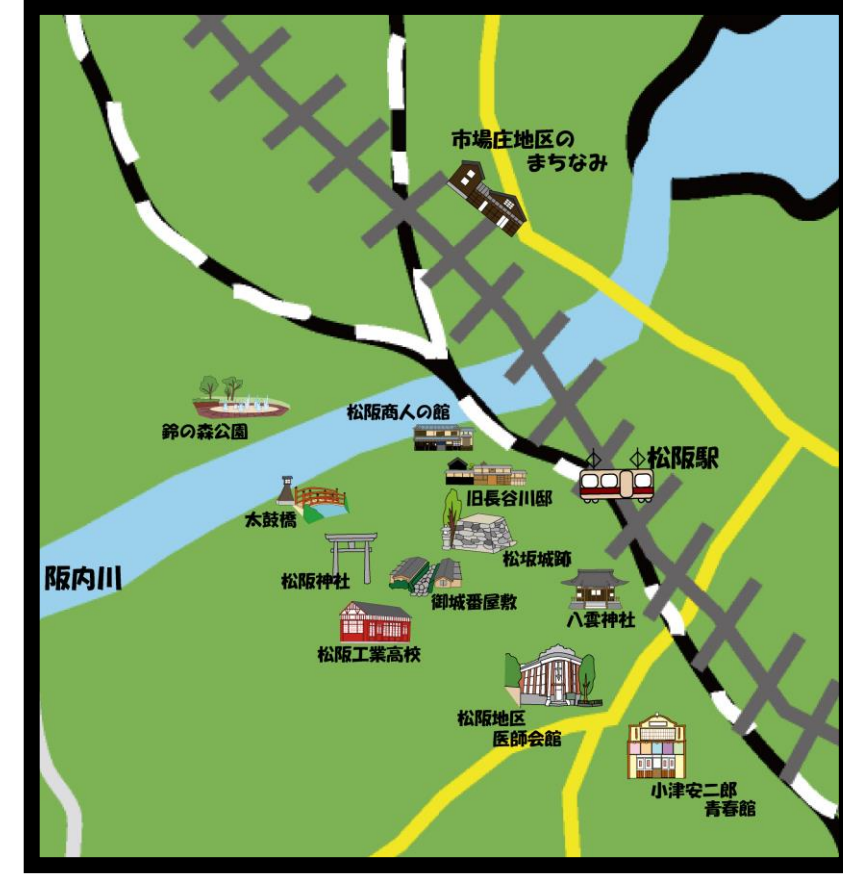 市場庄地区の
まちなみ
鈴の森公園
松阪商人の館
松阪駅
旧長谷川邸
太鼓橋
松坂城跡
阪内川
松阪神社
御城番屋敷
八雲神社
松阪工業高校
松阪地区
医師会館
小津安二郎
青春館